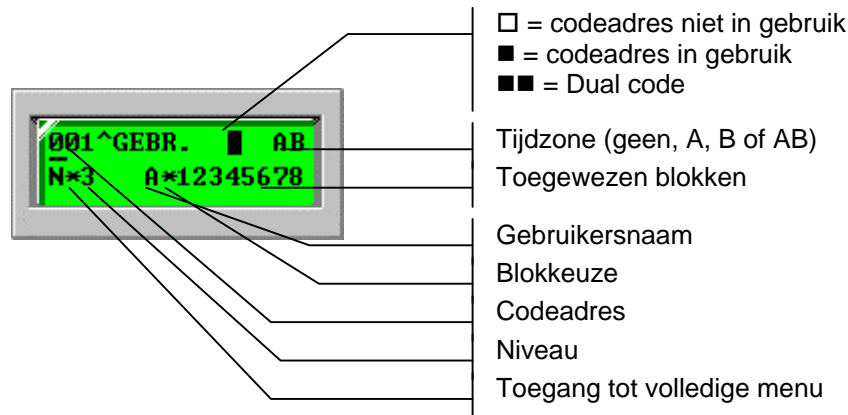 □ = codeadres niet in gebruik
■ = codeadres in gebruik
■■ = Dual code
001^GEBR. █ AB
N*3 A*12345678
Tijdzone (geen, A, B of AB)
Toegewezen blokken
Gebruikersnaam
Blokkeuze
Codeadres
Niveau
Toegang tot volledige menu